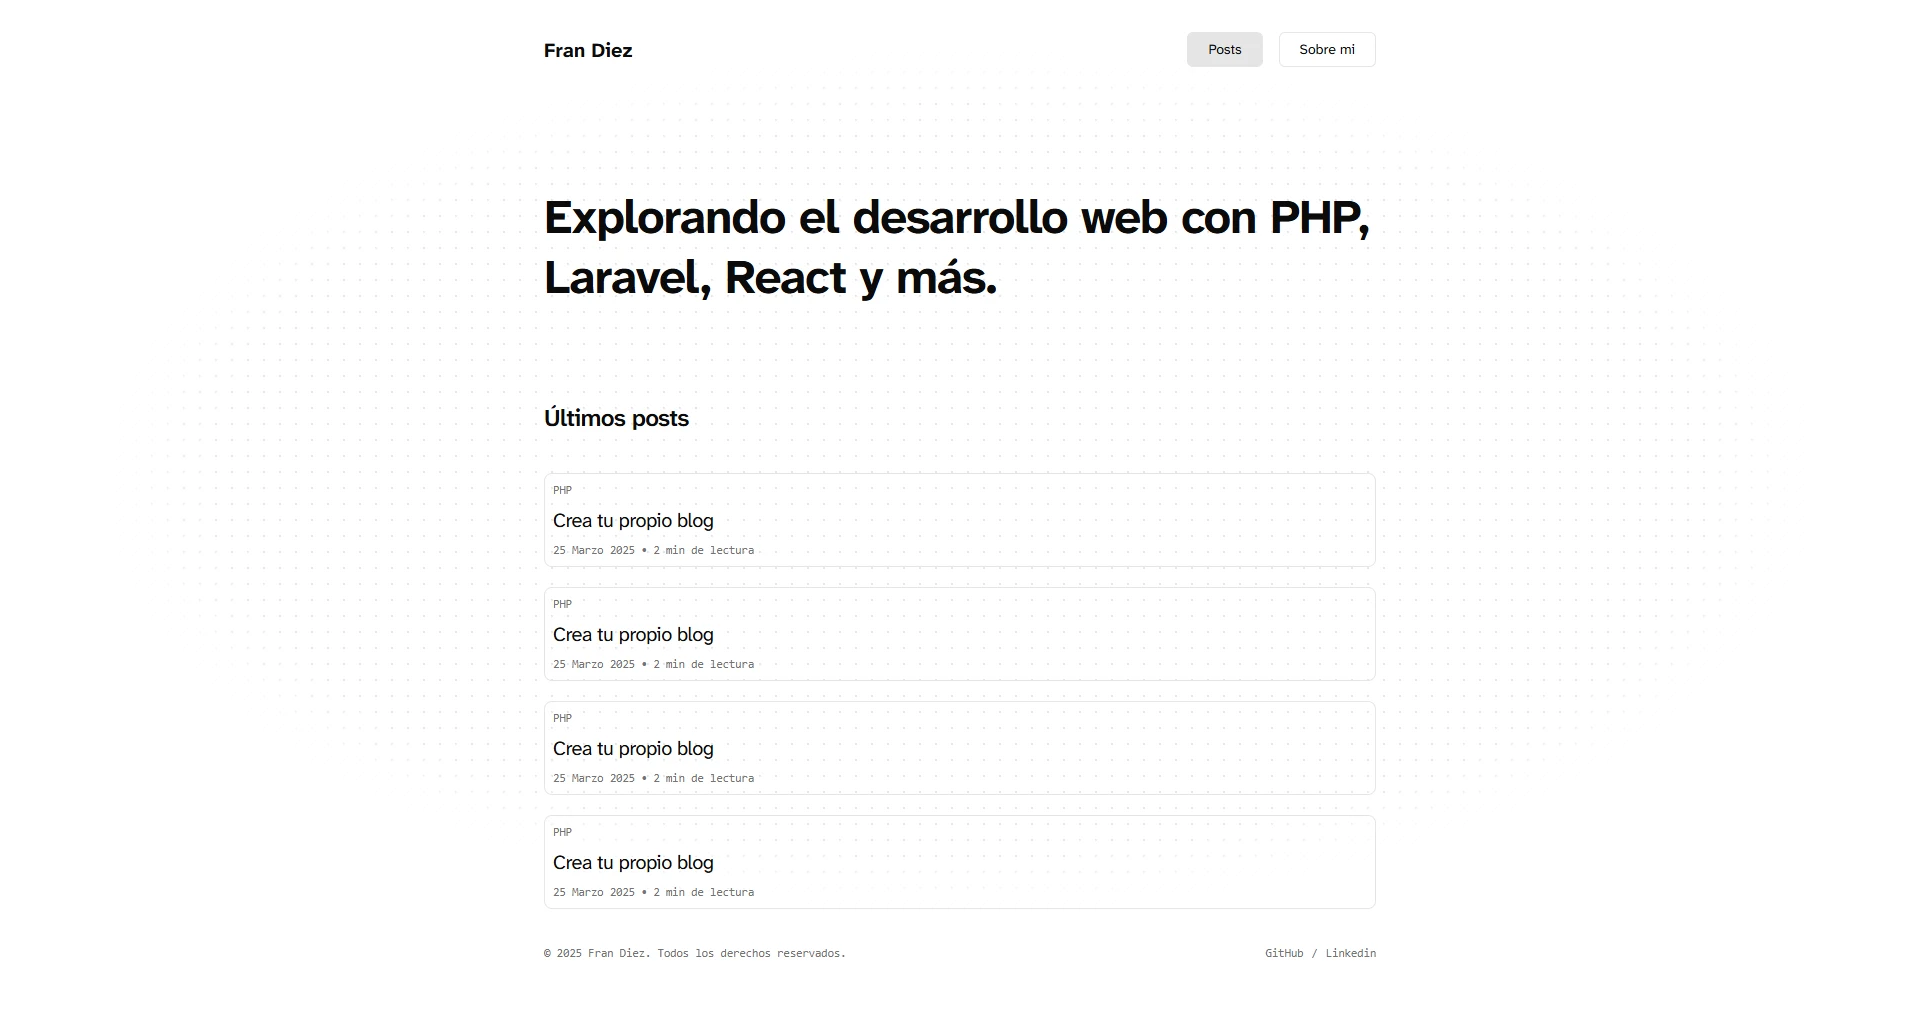 Fran Diez
Posts
Sobre mi
Explorando el desarrollo web con PHP,
Laravel, React y más.
Últimos posts
PHP
Crea tu propio blog
25 Marzo 2025 • 2 min de lectura
PHP
Crea tu propio blog
25 Marzo 2025 • 2 min de lectura
PHP
Crea tu propio blog
25 Marzo 2025 • 2 min de lectura
PHP
Crea tu propio blog
25 Marzo 2025 • 2 min de lectura
© 2025 Fran Diez. Todos los derechos reservados.
GitHub / Linkedin